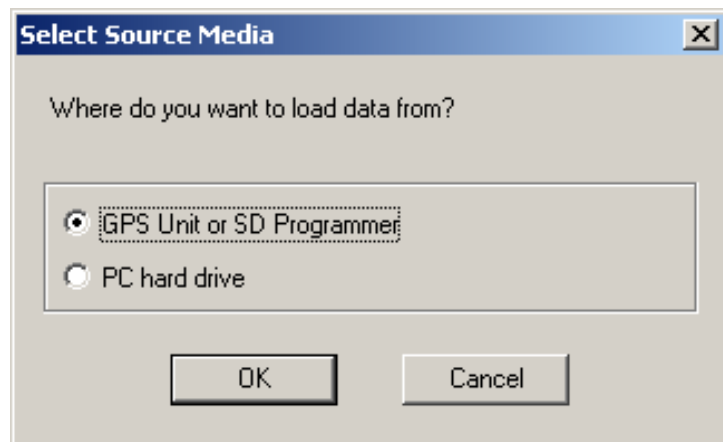 Select Source Media
Where do you want to load data from?
GPS Unit or SD Programmer
PC hard drive
OK Cancel